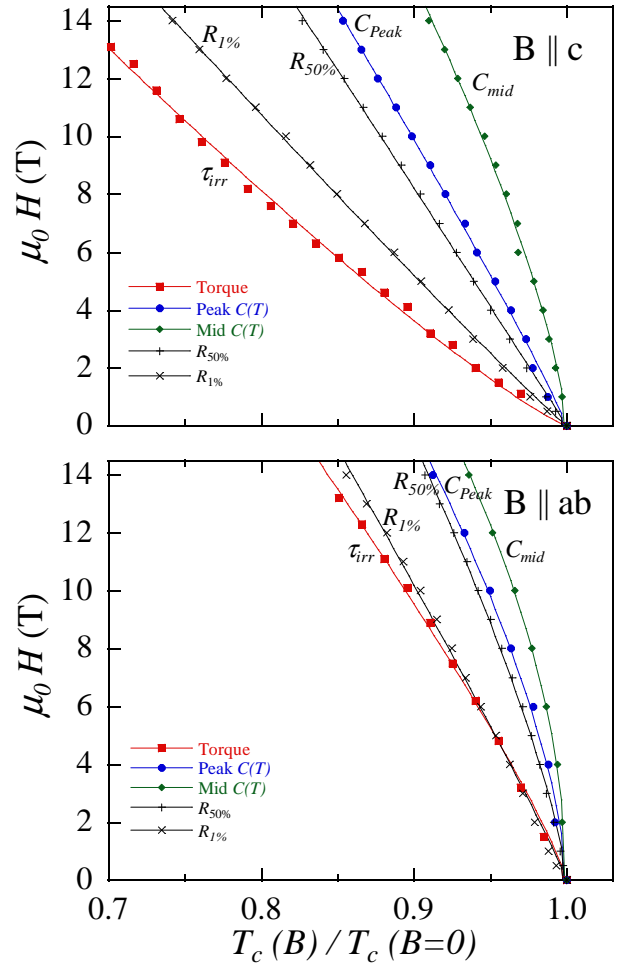 14
12
10
8
6
4
2
0
μ₀ H (T)
R1%
CPeak
B || c
R50%
Cmid
τirr
Torque
Peak C(T)
Mid C(T)
R50%
R1%
14
12
10
8
6
4
2
0
μ₀ H (T)
R50%
CPeak
B || ab
R1%
τirr
Cmid
Torque
Peak C(T)
Mid C(T)
R50%
R1%
0.7 0.8 0.9 1.0
Tc (B) / Tc (B=0)